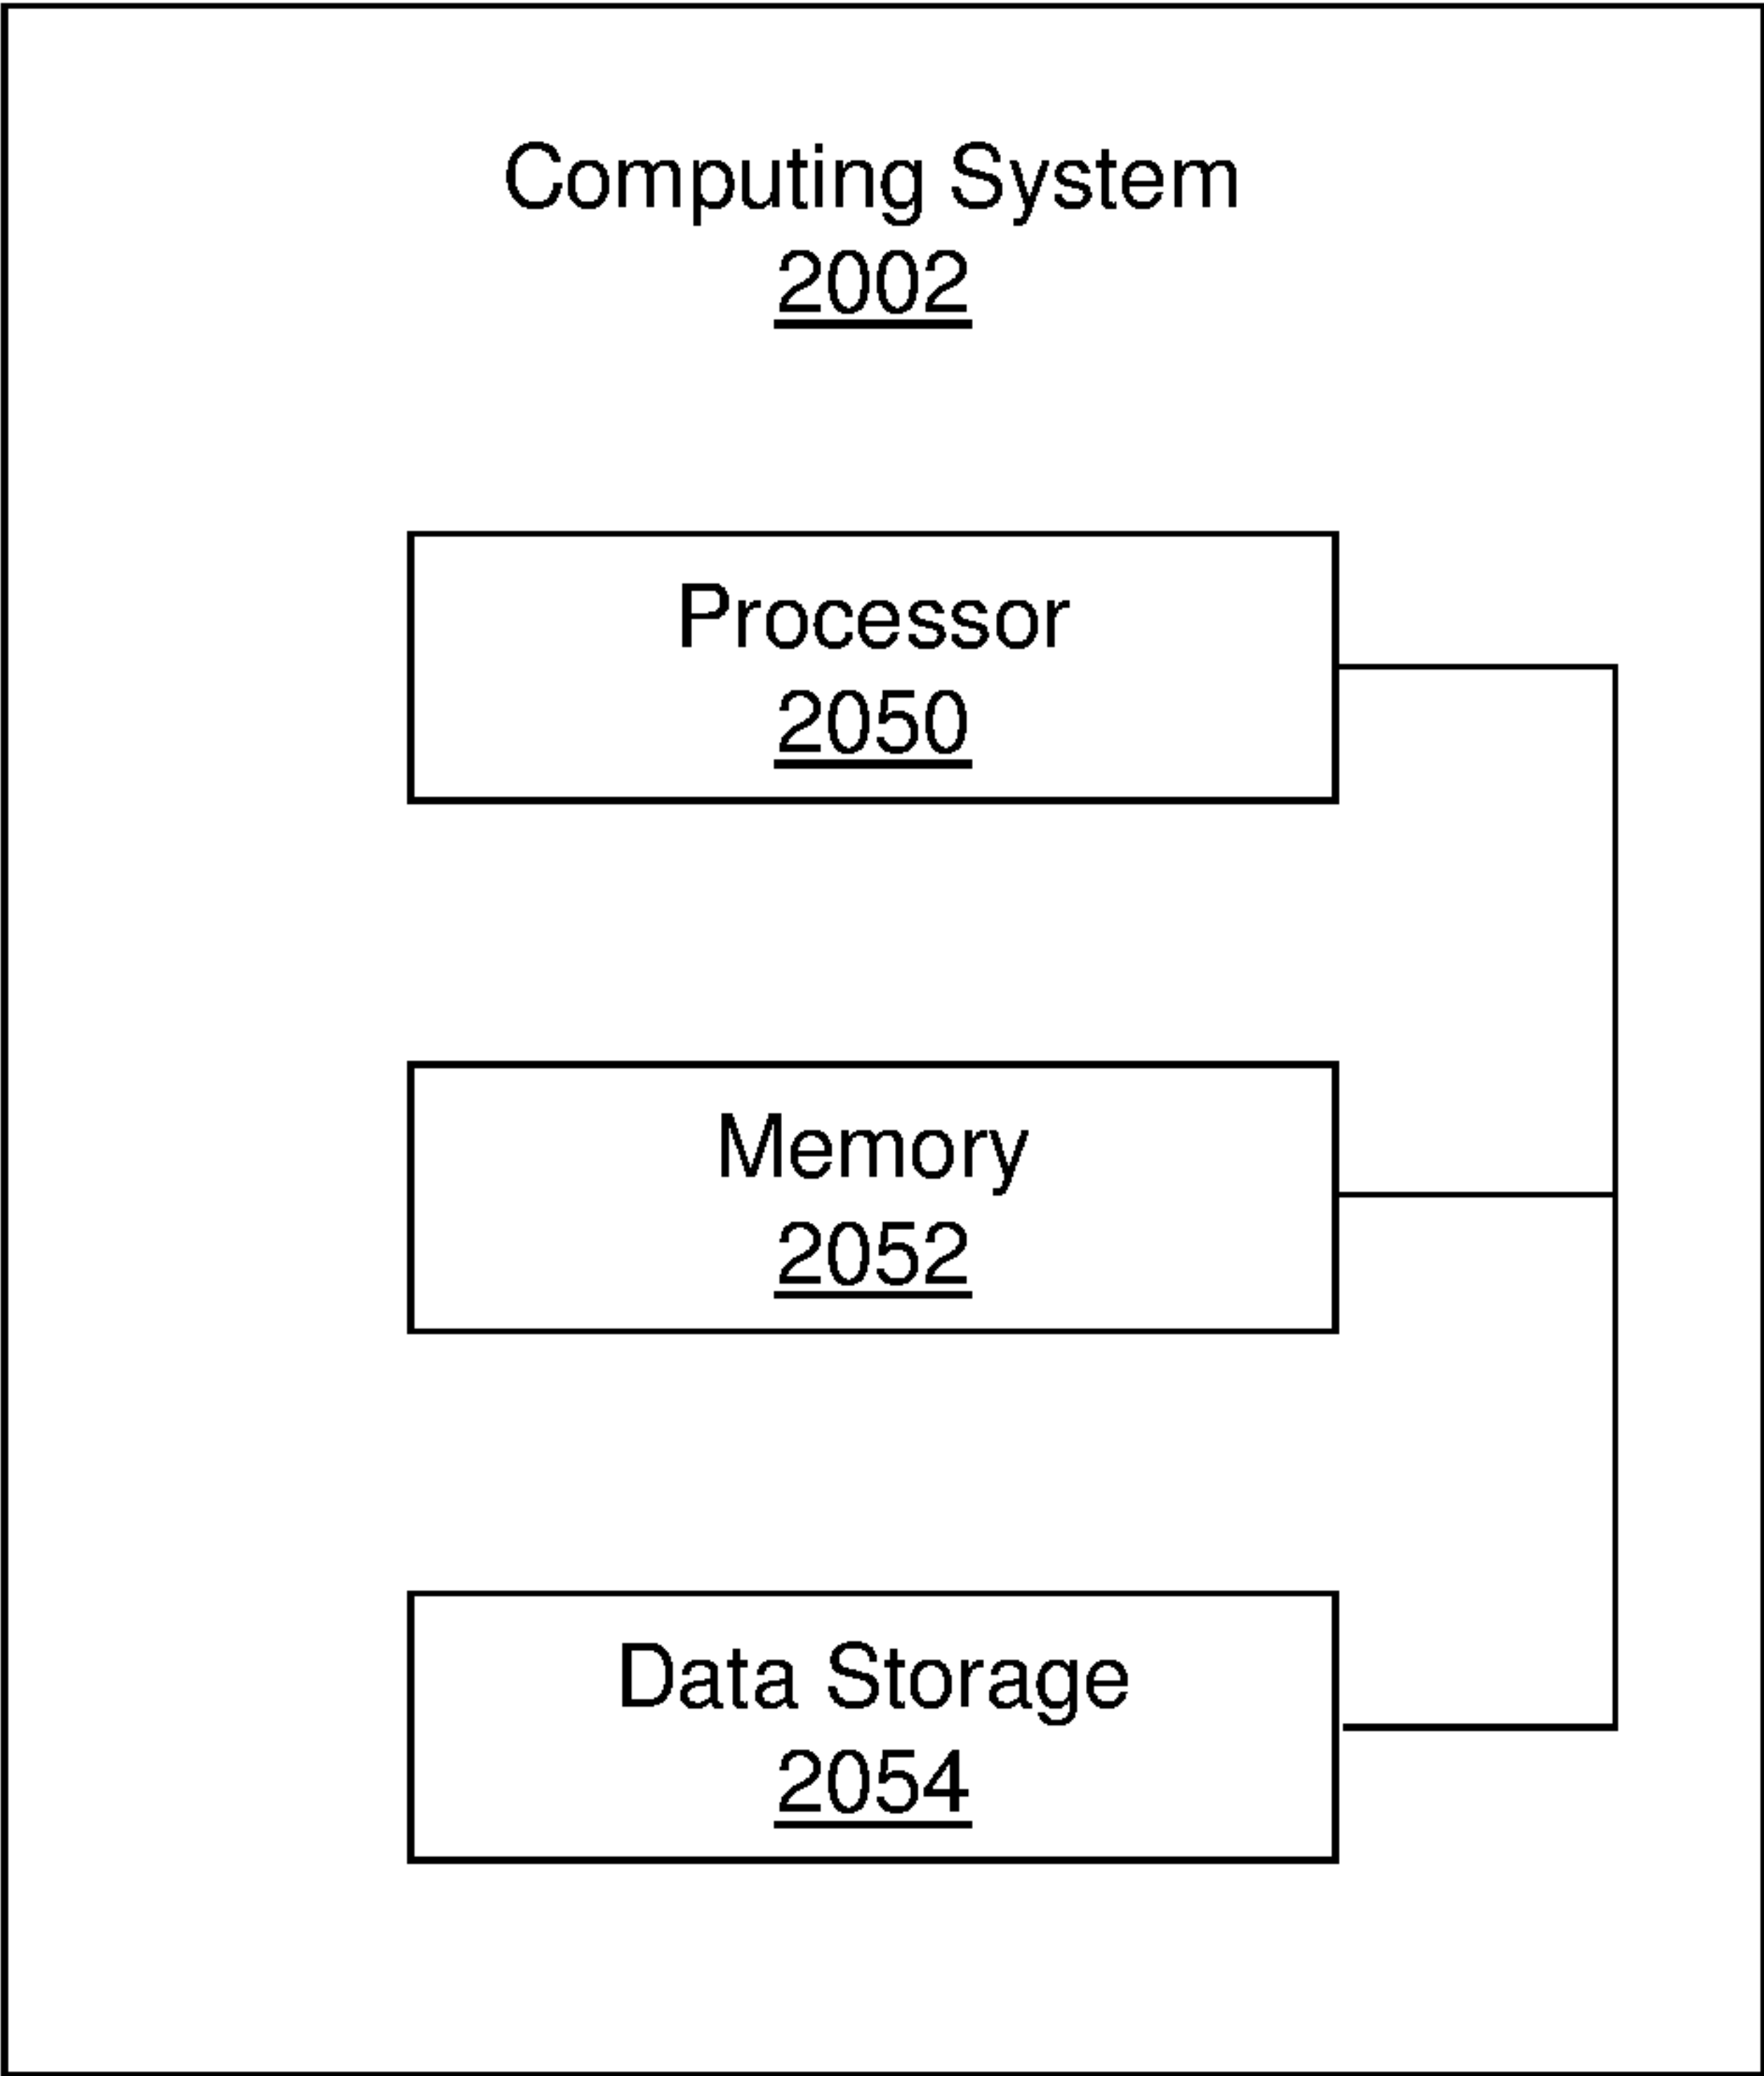 Computing System
2002
Processor
2050
Memory
2052
Data Storage
2054